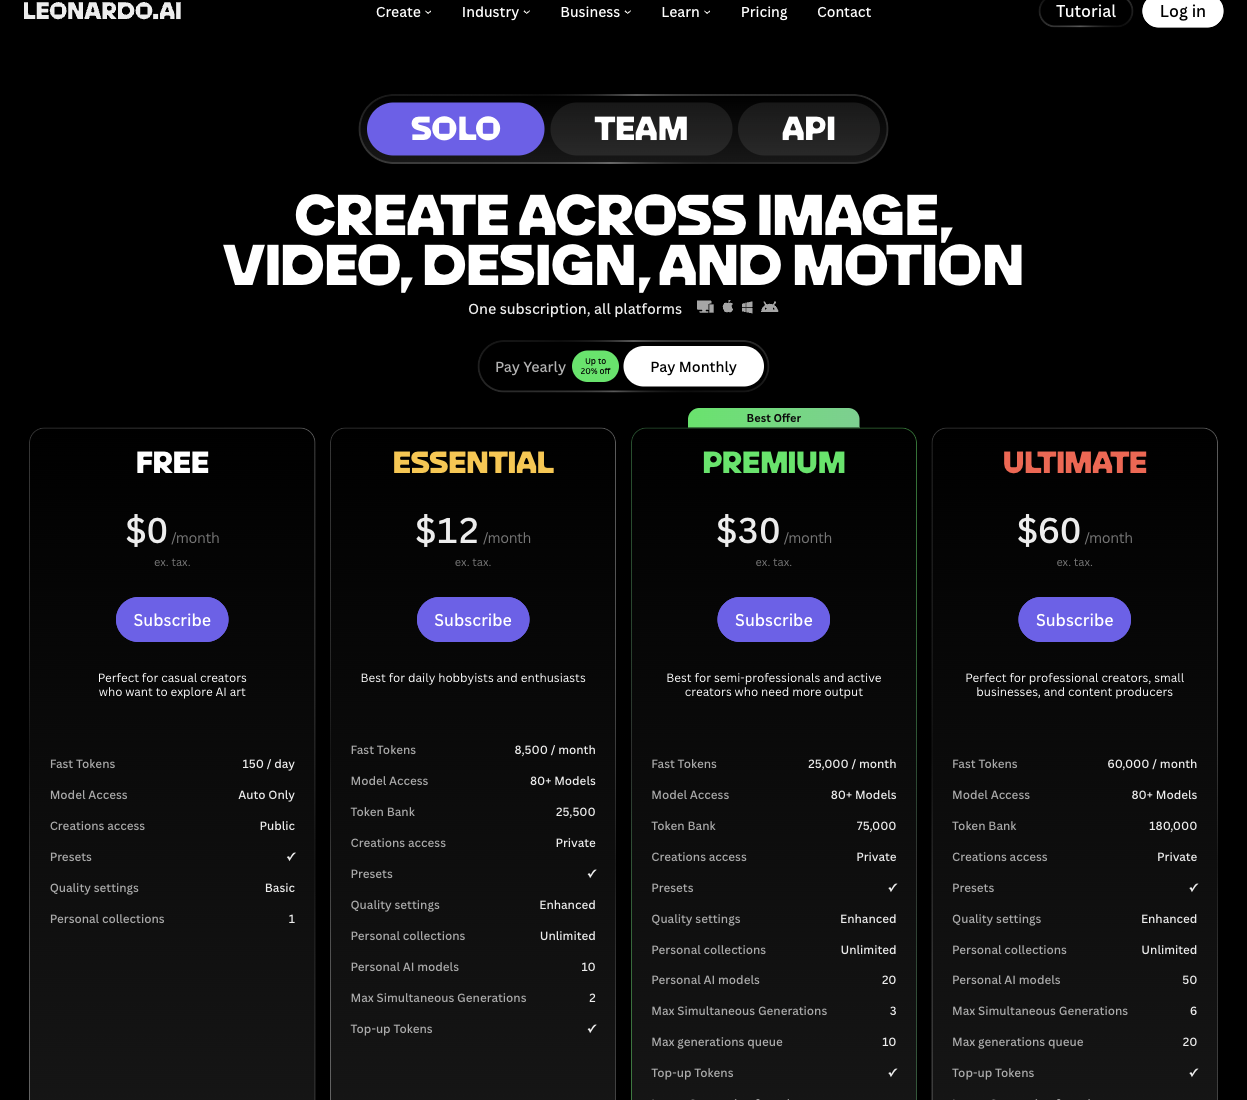 LEONARDO.AI
Create Industry Business Learn Pricing Contact
Tutorial Log in
SOLO TEAM API
CREATE ACROSS IMAGE,
VIDEO, DESIGN, AND MOTION
One subscription, all platforms
Pay Yearly Up to 20% off Pay Monthly
Best Offer
FREE
$0 /month
ex. tax.
Subscribe
Perfect for casual creators
who want to explore AI art
Fast Tokens 150 / day
Model Access Auto Only
Creations access Public
Presets ✓
Quality settings Basic
Personal collections 1
ESSENTIAL
$12 /month
ex. tax.
Subscribe
Best for daily hobbyists and enthusiasts
Fast Tokens 8,500 / month
Model Access 80+ Models
Token Bank 25,500
Creations access Private
Presets ✓
Quality settings Enhanced
Personal collections Unlimited
Personal AI models 10
Max Simultaneous Generations 2
Top-up Tokens ✓
PREMIUM
$30 /month
ex. tax.
Subscribe
Best for semi-professionals and active
creators who need more output
Fast Tokens 25,000 / month
Model Access 80+ Models
Token Bank 75,000
Creations access Private
Presets ✓
Quality settings Enhanced
Personal collections Unlimited
Personal AI models 20
Max Simultaneous Generations 3
Max generations queue 10
Top-up Tokens ✓
ULTIMATE
$60 /month
ex. tax.
Subscribe
Perfect for professional creators, small
businesses, and content producers
Fast Tokens 60,000 / month
Model Access 80+ Models
Token Bank 180,000
Creations access Private
Presets ✓
Quality settings Enhanced
Personal collections Unlimited
Personal AI models 50
Max Simultaneous Generations 6
Max generations queue 20
Top-up Tokens ✓